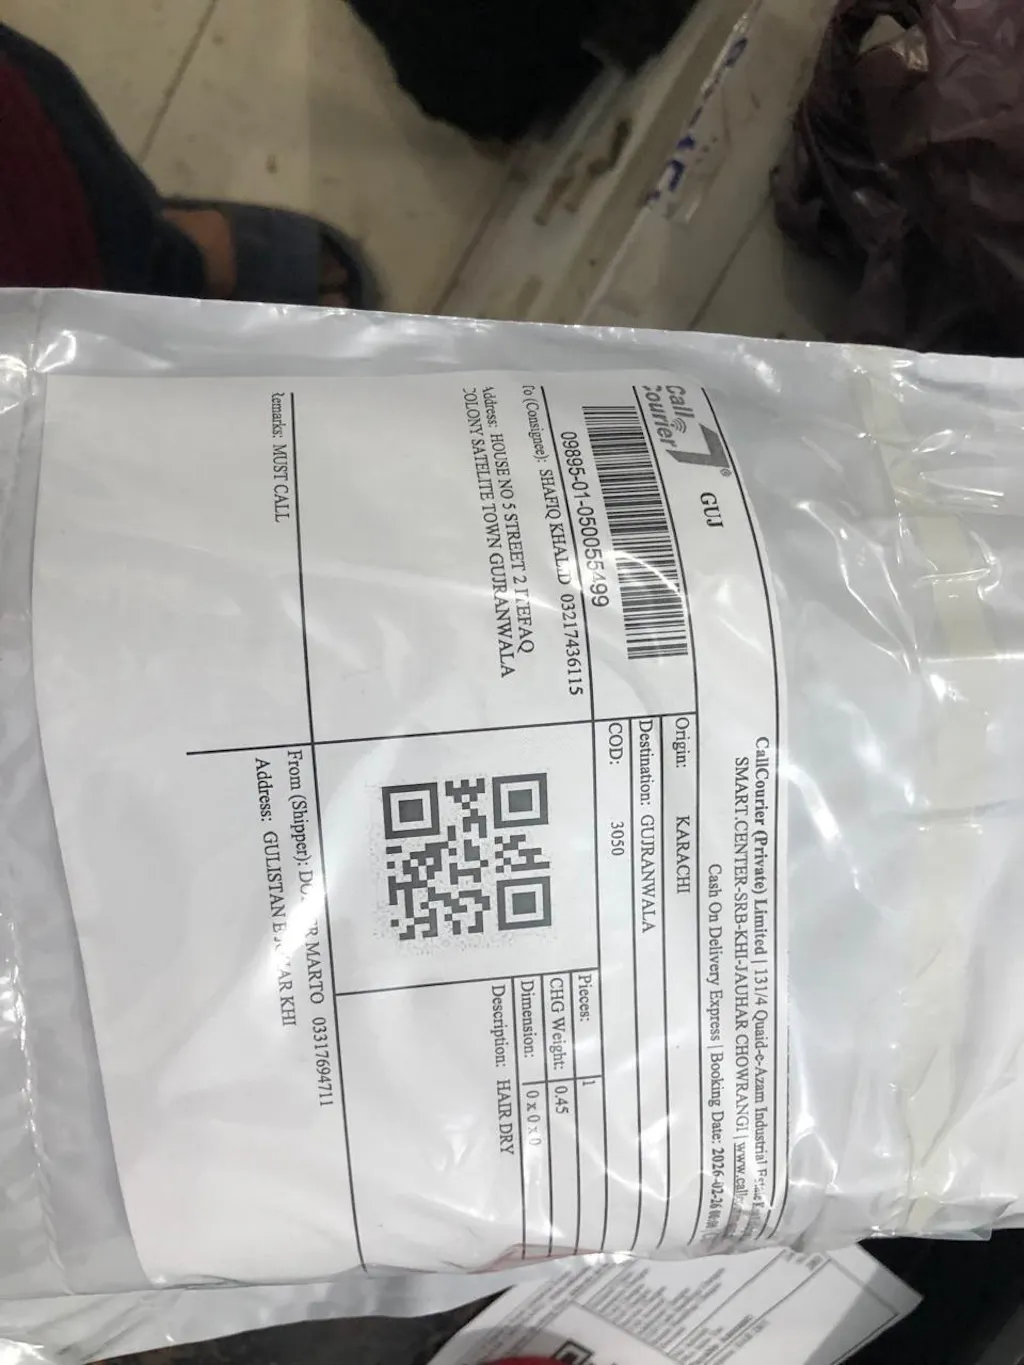 Call Courier
GUJ
CallCourier (Private) Limited | 131/4 Quaid-e-Azam Industrial
SMART.CENTER-SRB-KHI-JAUHAR CHOWRANGI |
Cash On Delivery Express | Booking Date: 2026-02-26
09895-01-050055499
Origin: KARACHI
Destination: GUJRANWALA
COD: 3050
To (Consignee): SHAFIQ KHALID 03217436115
Address: HOUSE NO 5 STREET 2 ITEFAQ
COLONY SATELITE TOWN GUJRANWALA
Pieces: 1
CHG Weight: 0.45
Dimension: 0 x 0 x 0
Description: HAIR DRY
Remarks: MUST CALL
From (Shipper): MARTO 03317694711
Address: GULISTAN KHI